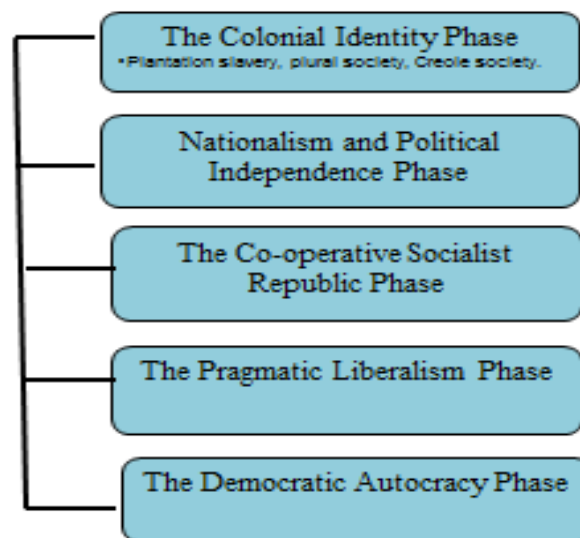 The Colonial Identity Phase
•Plantation slavery, plural society, Creole society.
Nationalism and Political
Independence Phase
The Co-operative Socialist
Republic Phase
The Pragmatic Liberalism Phase
The Democratic Autocracy Phase